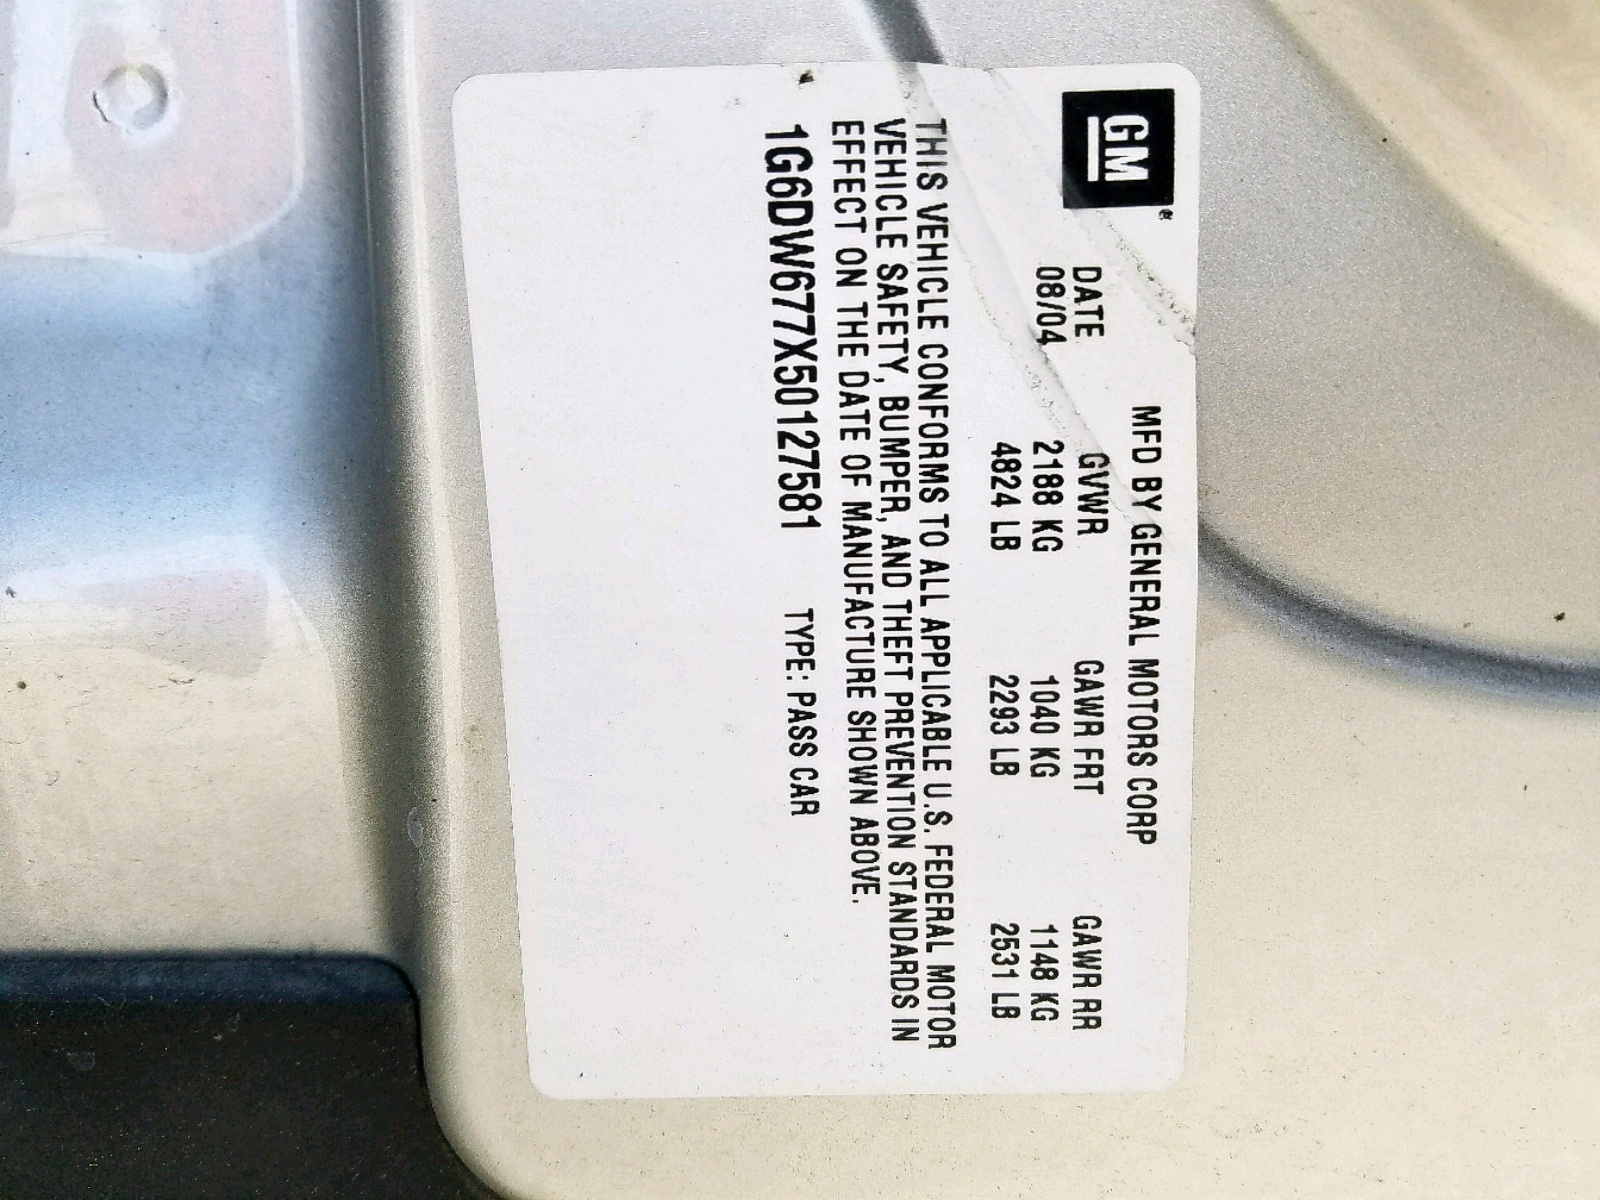 GM®
MFD BY GENERAL MOTORS CORP
DATE GVWR GAWR FRT GAWR RR
08/04 2188 KG 1040 KG 1148 KG
4824 LB 2293 LB 2531 LB
THIS VEHICLE CONFORMS TO ALL APPLICABLE U.S. FEDERAL MOTOR
VEHICLE SAFETY, BUMPER, AND THEFT PREVENTION STANDARDS IN
EFFECT ON THE DATE OF MANUFACTURE SHOWN ABOVE.
1G6DW677X50127581 TYPE: PASS CAR